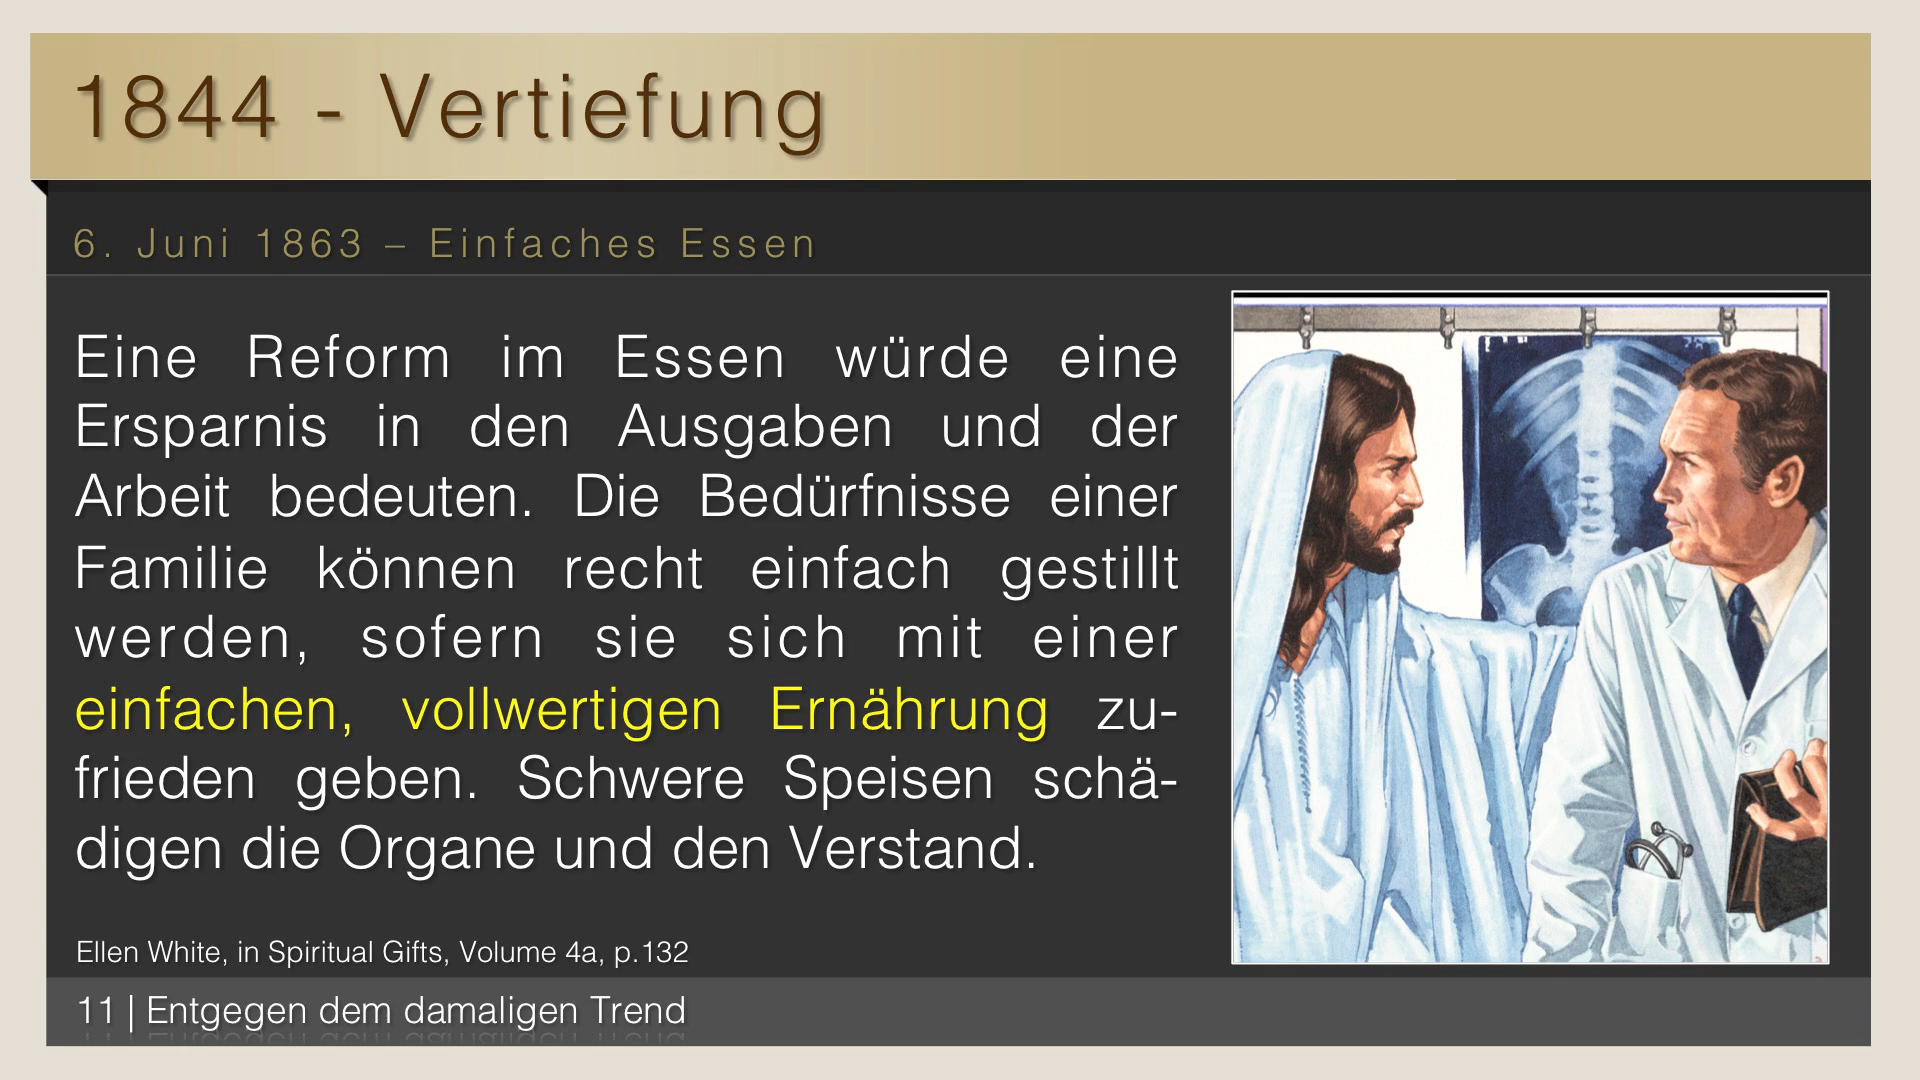 1844 - Vertiefung
6. Juni 1863 – Einfaches Essen
Eine Reform im Essen würde eine
Ersparnis in den Ausgaben und der
Arbeit bedeuten. Die Bedürfnisse einer
Familie können recht einfach gestillt
werden, sofern sie sich mit einer
einfachen, vollwertigen Ernährung zu-
frieden geben. Schwere Speisen schä-
digen die Organe und den Verstand.
Ellen White, in Spiritual Gifts, Volume 4a, p.132
11 | Entgegen dem damaligen Trend